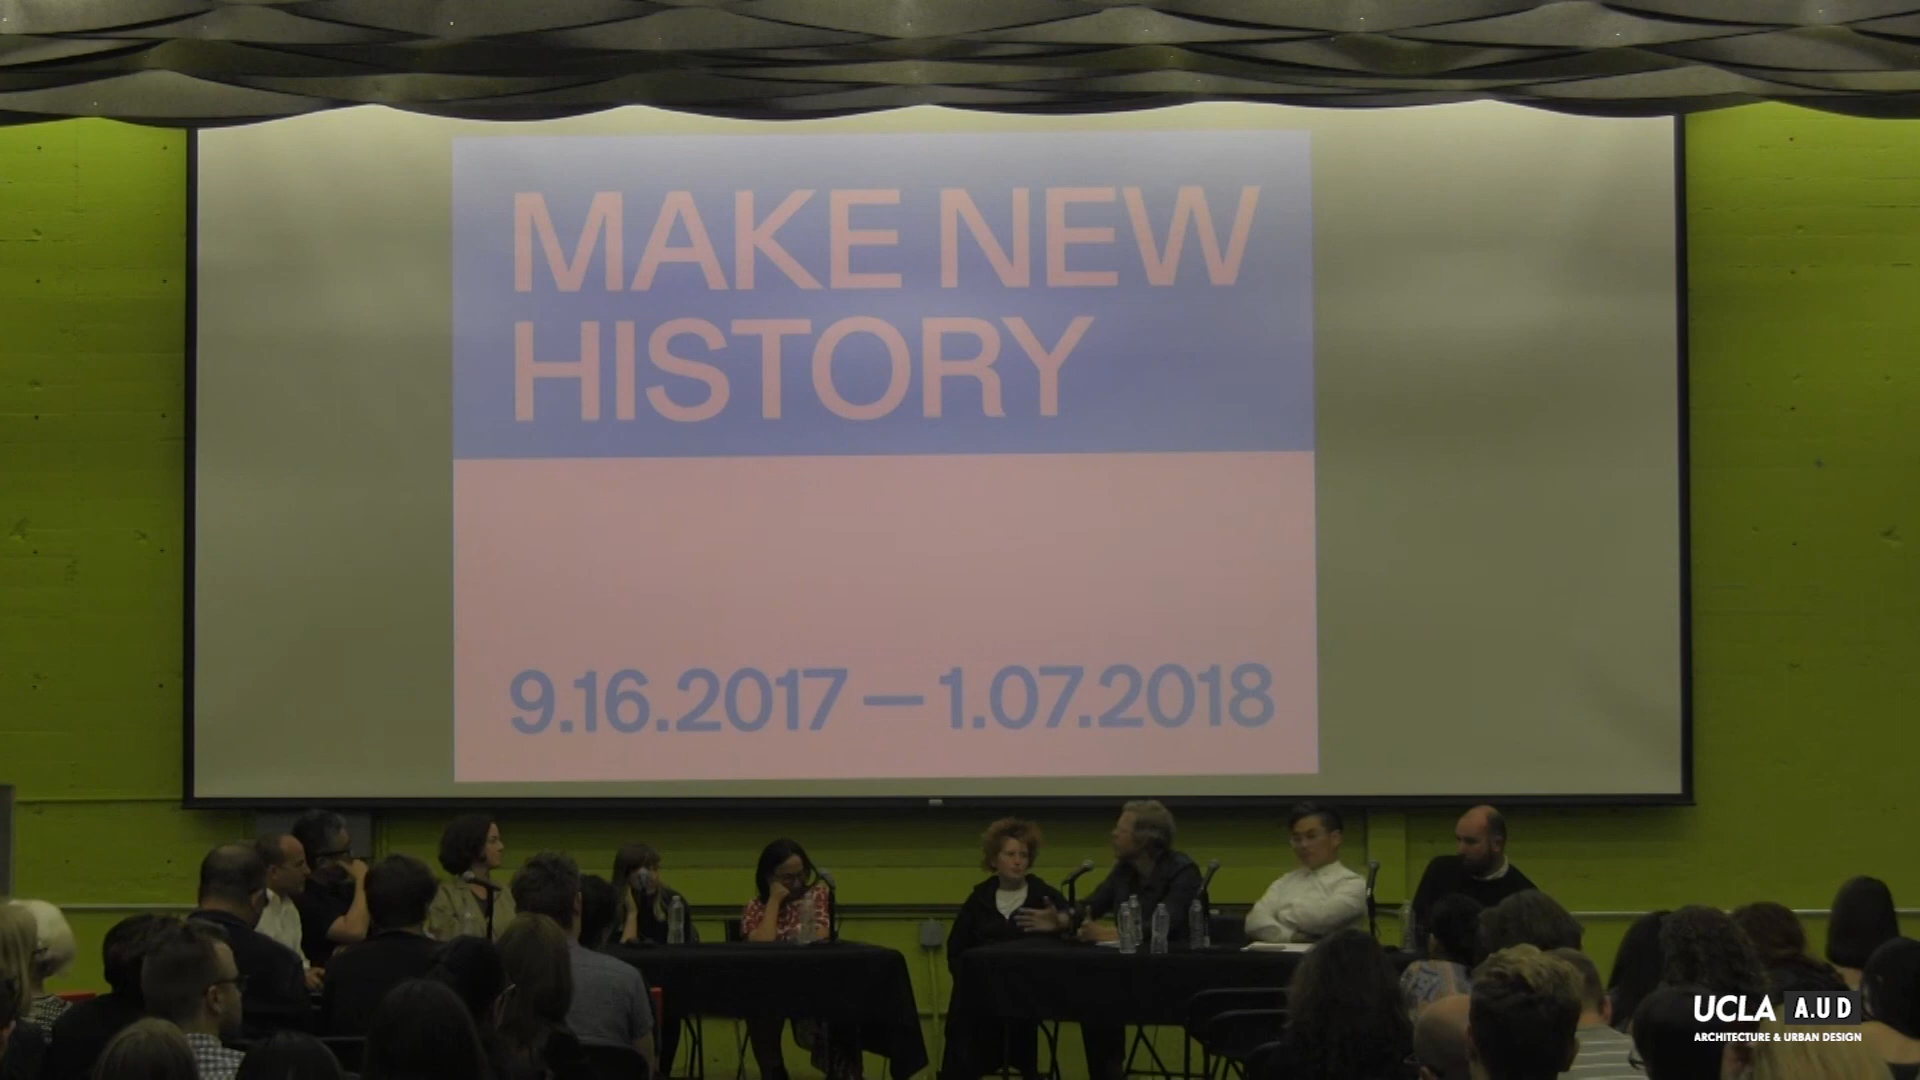 MAKE NEW
HISTORY
9.16.2017 — 1.07.2018
UCLA A.UD
ARCHITECTURE & URBAN DESIGN